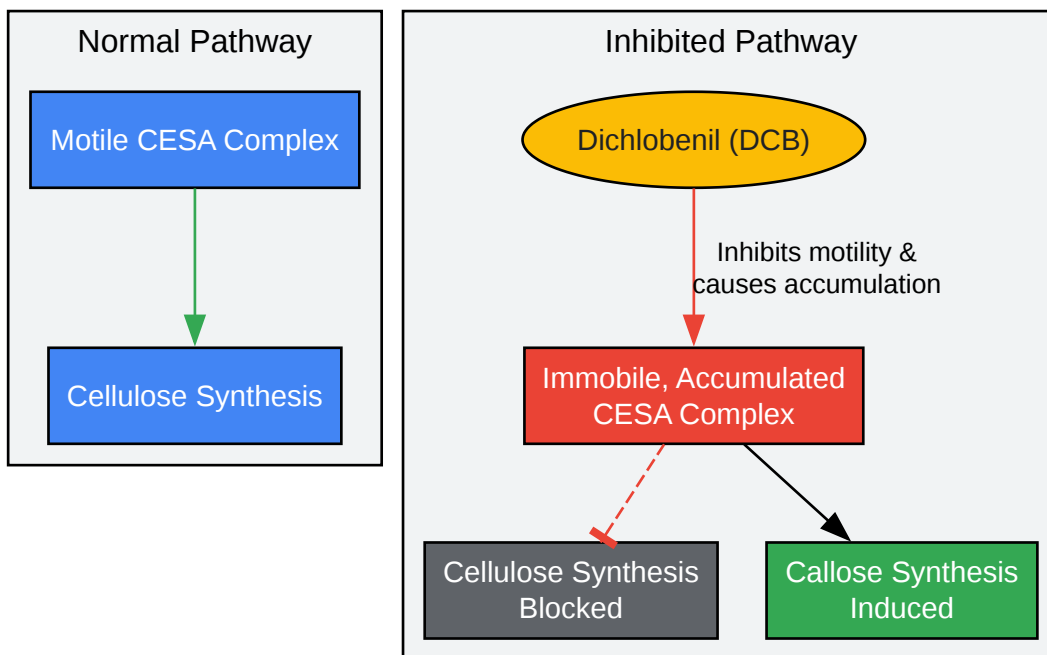 Normal Pathway
Motile CESA Complex
Cellulose Synthesis
Inhibited Pathway
Dichlobenil (DCB)
Inhibits motility &
causes accumulation
Immobile, Accumulated
CESA Complex
Cellulose Synthesis
Blocked
Callose Synthesis
Induced